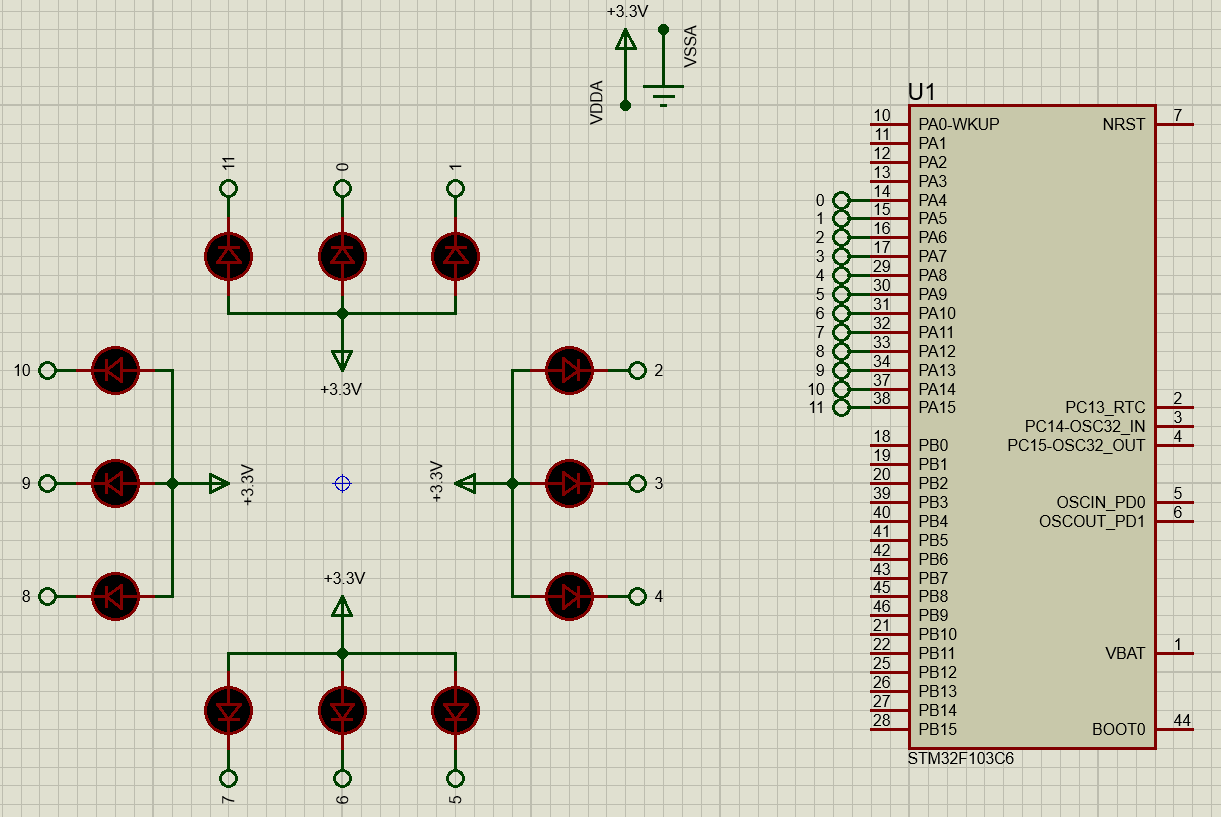 +3.3V
VDDA
VSSA
11
0
1
+3.3V
10
9
8
+3.3V
+3.3V
2
3
4
+3.3V
7
6
5
U1
0
1
2
3
4
5
6
7
8
9
10
11
10 PA0-WKUP NRST 7
11 PA1
12 PA2
13 PA3
14 PA4
15 PA5
16 PA6
17 PA7
29 PA8
30 PA9
31 PA10
32 PA11
33 PA12
34 PA13
37 PA14
38 PA15 PC13_RTC 2
PC14-OSC32_IN 3
18 PB0 PC15-OSC32_OUT 4
19 PB1
20 PB2
39 PB3 OSCIN_PD0 5
40 PB4 OSCOUT_PD1 6
41 PB5
42 PB6
43 PB7
45 PB8
46 PB9
21 PB10
22 PB11 VBAT 1
25 PB12
26 PB13
27 PB14
28 PB15 BOOT0 44
STM32F103C6